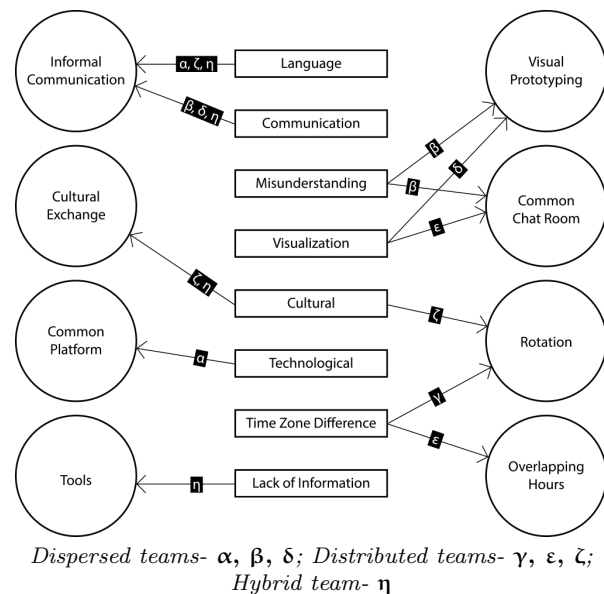 Informal
Communication
α, ζ, η
Language
Visual
Prototyping
β, δ, η
Communication
β
δ
Misunderstanding
β
Cultural
Exchange
Common
Chat Room
Visualization
ε
ζ, η
Cultural
ζ
Common
Platform
α
Technological
Rotation
γ
Time Zone Difference
ε
Tools
η
Lack of Information
Overlapping
Hours
Dispersed teams- α, β, δ; Distributed teams- γ, ε, ζ;
Hybrid team- η